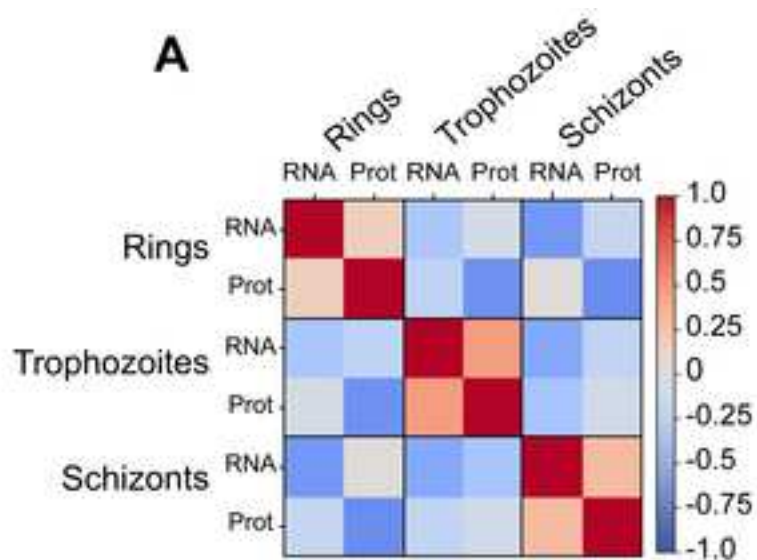 A
Rings
Trophozoites
Schizonts
RNA Prot RNA Prot RNA Prot
Rings
RNA
Prot
Trophozoites
RNA
Prot
Schizonts
RNA
Prot
1.0
0.75
0.5
0.25
0
-0.25
-0.5
-0.75
-1,0